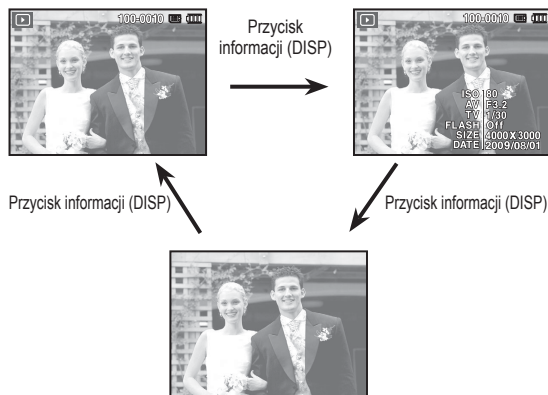 100-0010
Przycisk
informacji (DISP)
100-0010
ISO 80
AV F3.2
TV 1/30
FLASH Off
SIZE 4000X3000
DATE 2009/08/01
Przycisk informacji (DISP)
Przycisk informacji (DISP)